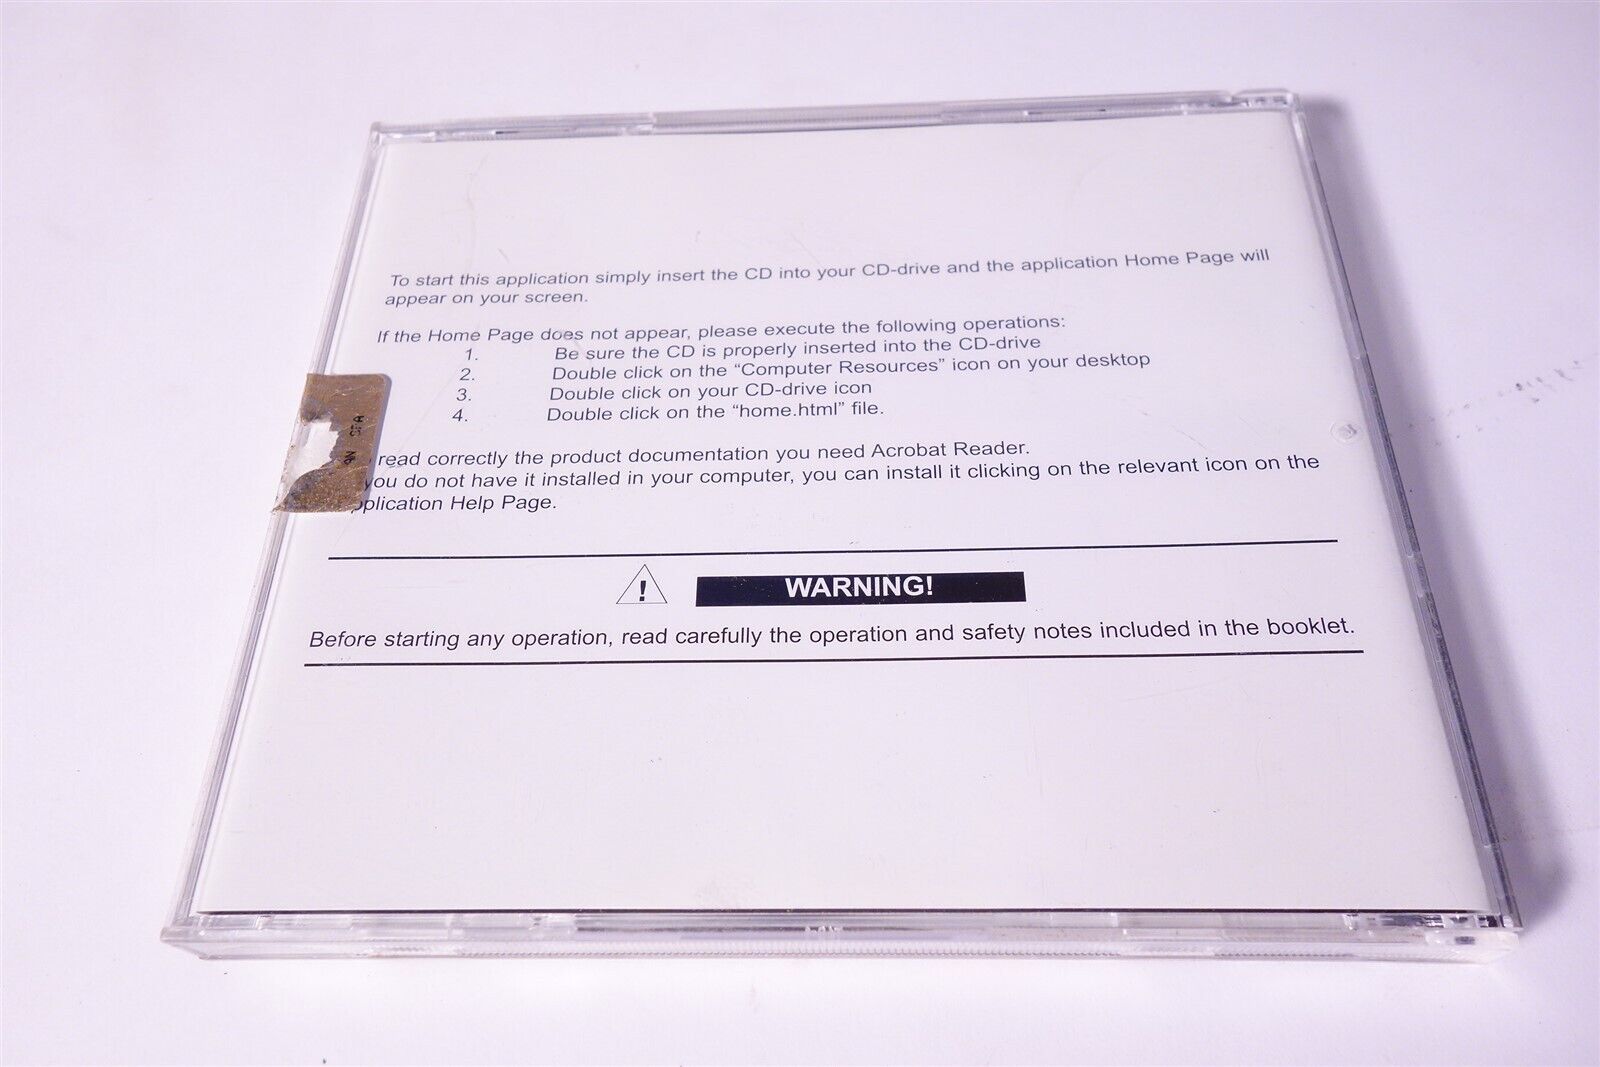 To start this application simply insert the CD into your CD-drive and the application Home Page will
appear on your screen.
If the Home Page does not appear, please execute the following operations:
1. Be sure the CD is properly inserted into the CD-drive
2. Double click on the “Computer Resources” icon on your desktop
3. Double click on your CD-drive icon
4. Double click on the “home.html” file.
read correctly the product documentation you need Acrobat Reader.
you do not have it installed in your computer, you can install it clicking on the relevant icon on the
pplication Help Page.
!
WARNING!
Before starting any operation, read carefully the operation and safety notes included in the booklet.